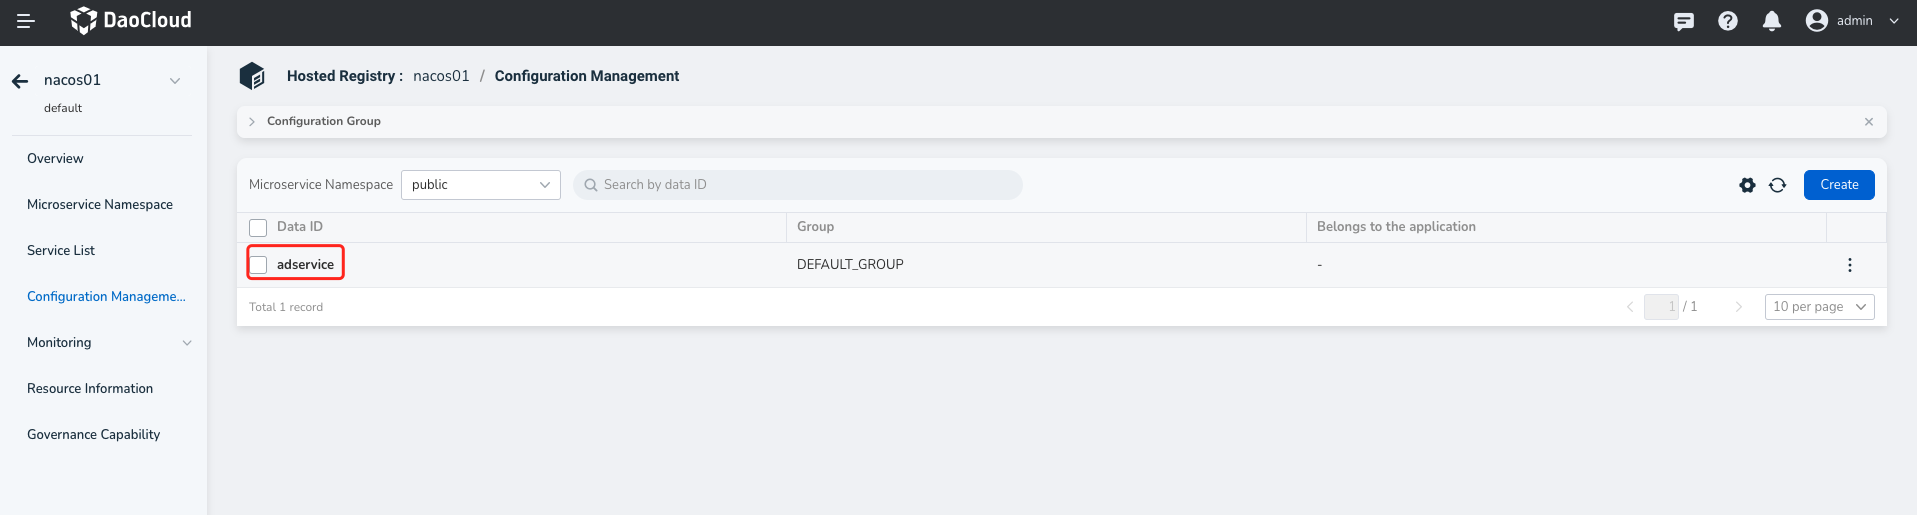 DaoCloud
admin
nacos01
default
Overview
Microservice Namespace
Service List
Configuration Manageme...
Monitoring
Resource Information
Governance Capability
Hosted Registry : nacos01 / Configuration Management
Configuration Group
Microservice Namespace public Search by data ID Create
Data ID Group Belongs to the application
adservice DEFAULT_GROUP -
Total 1 record 1 / 1 10 per page